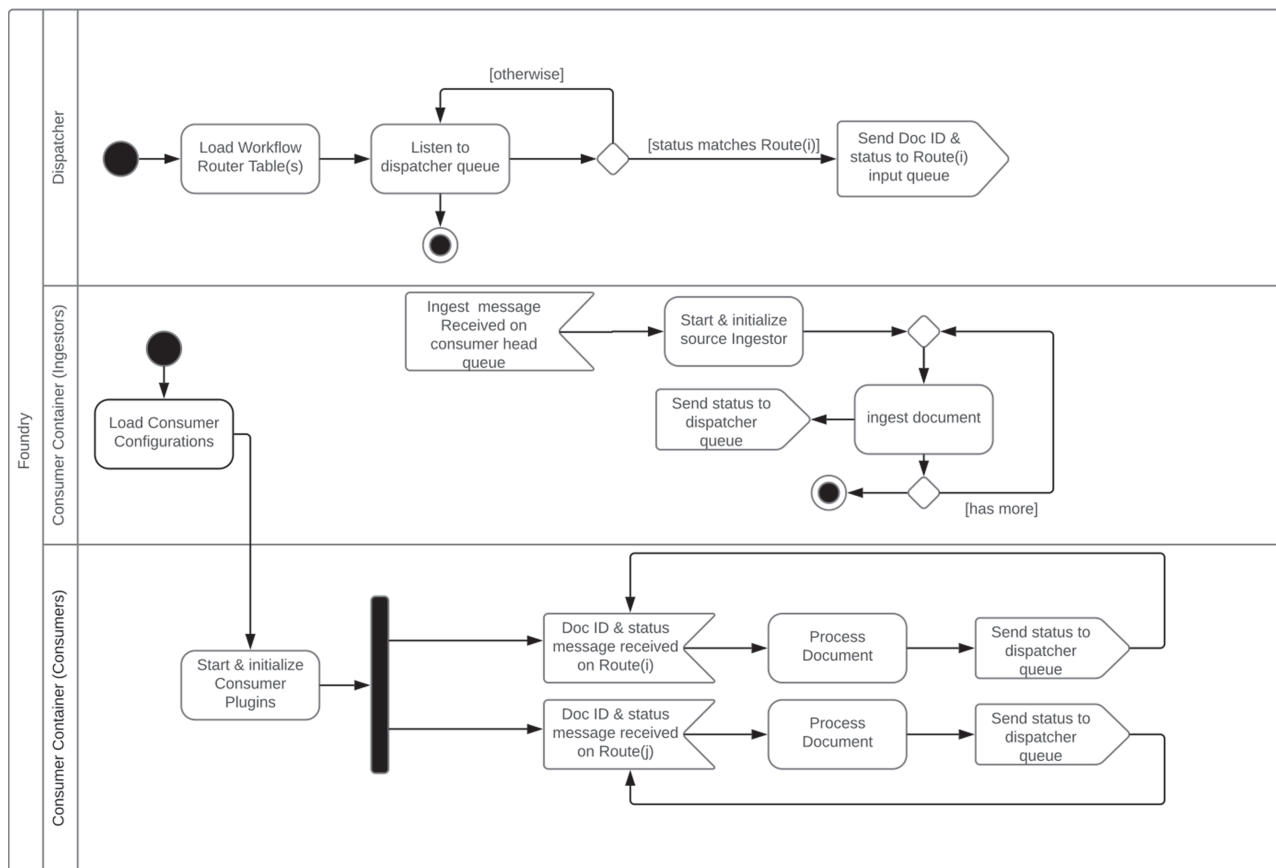 Foundry
Dispatcher
[otherwise]
Load Workflow
Router Table(s)
Listen to
dispatcher queue
[status matches Route(i)]
Send Doc ID &
status to Route(i)
input queue
Consumer Container (Ingestors)
Ingest message
Received on
consumer head
queue
Start & initialize
source Ingestor
Load Consumer
Configurations
Send status to
dispatcher
queue
ingest document
[has more]
Consumer Container (Consumers)
Start & initialize
Consumer
Plugins
Doc ID & status
message received
on Route(i)
Process
Document
Send status to
dispatcher
queue
Doc ID & status
message received
on Route(j)
Process
Document
Send status to
dispatcher
queue